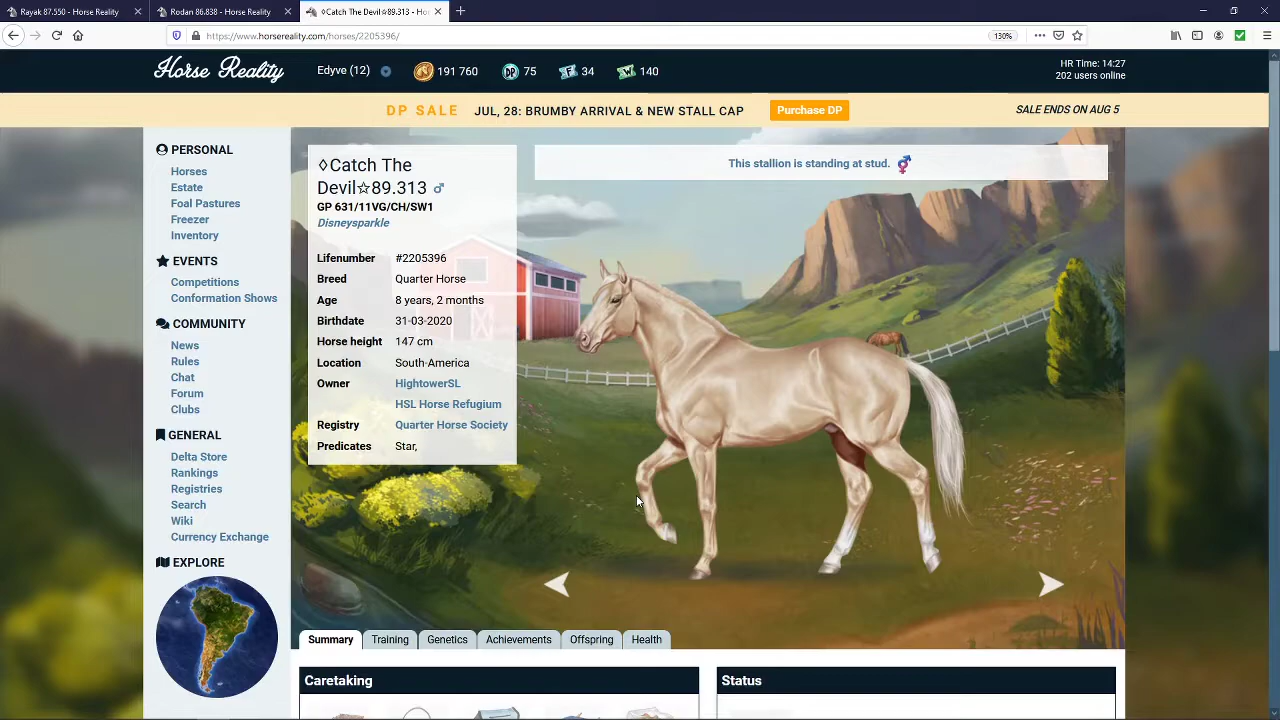 Rayak 87.550 - Horse Reality
Rodan 86.838 - Horse Reality
◊Catch The Devil☆89.313 - Ho
https://www.horsereality.com/horses/2205396/
130%
Horse Reality
Edyve (12)
191 760
DP 75
F 34
W 140
HR Time: 14:27
202 users online
DP SALE JUL, 28: BRUMBY ARRIVAL & NEW STALL CAP Purchase DP SALE ENDS ON AUG 5
PERSONAL
Horses
Estate
Foal Pastures
Freezer
Inventory
EVENTS
Competitions
Conformation Shows
COMMUNITY
News
Rules
Chat
Forum
Clubs
GENERAL
Delta Store
Rankings
Registries
Search
Wiki
Currency Exchange
EXPLORE
◊Catch The
Devil☆89.313 ♂
GP 631/11VG/CH/SW1
Disneysparkle
Lifenumber #2205396
Breed Quarter Horse
Age 8 years, 2 months
Birthdate 31-03-2020
Horse height 147 cm
Location South-America
Owner HightowerSL
HSL Horse Refugium
Registry Quarter Horse Society
Predicates Star,
This stallion is standing at stud.
Summary Training Genetics Achievements Offspring Health
Caretaking
Status